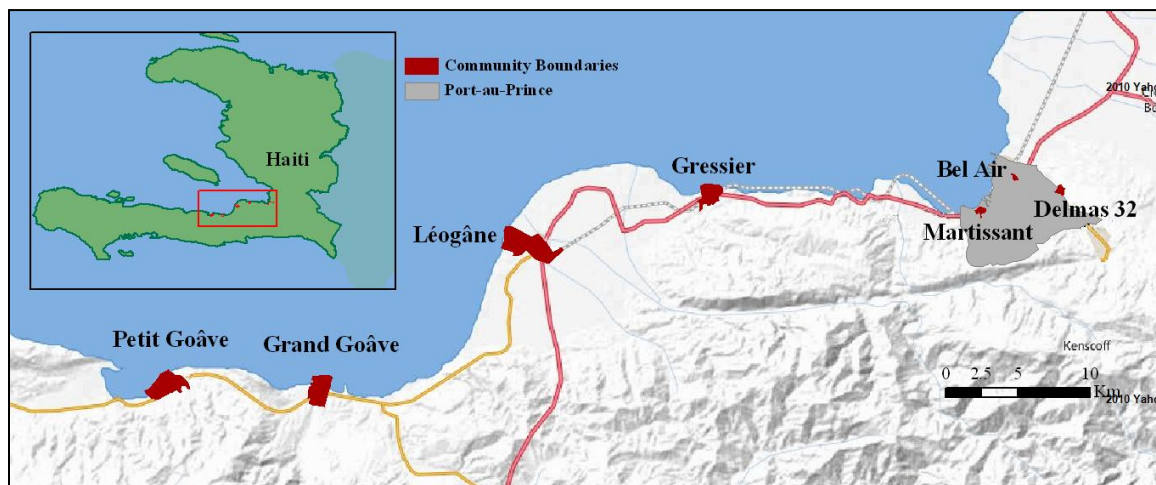 Community Boundaries
Port-au-Prince
Haiti
2010 Yaho
Bo
Gressier
Bel Air
Delmas 32
Martissant
Léogâne
Petit Goâve
Grand Goâve
Kenscoff
0 2.5 5 10
Km
2010 Yaho